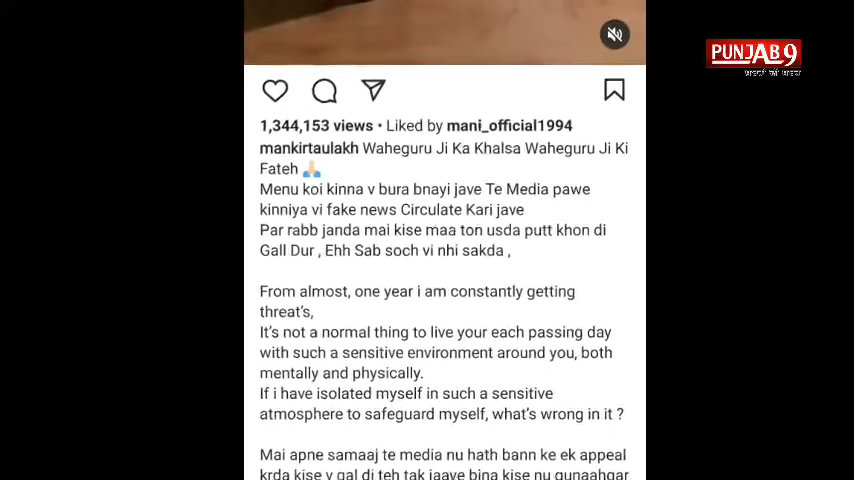 PUNJAB 9
1,344,153 views • Liked by mani_official1994
mankirtaulakh Waheguru Ji Ka Khalsa Waheguru Ji Ki
Fateh 🙏🏻
Menu koi kinna v bura bnayi jave Te Media pawe
kinniya vi fake news Circulate Kari jave
Par rabb janda mai kise maa ton usda putt khon di
Gall Dur , Ehh Sab soch vi nhi sakda ,
From almost, one year i am constantly getting
threat's,
It's not a normal thing to live your each passing day
with such a sensitive environment around you, both
mentally and physically.
If i have isolated myself in such a sensitive
atmosphere to safeguard myself, what's wrong in it ?
Mai apne samaaj te media nu hath bann ke ek appeal
krda kise v gal di teh tak jaave bina kise nu gunaahgar